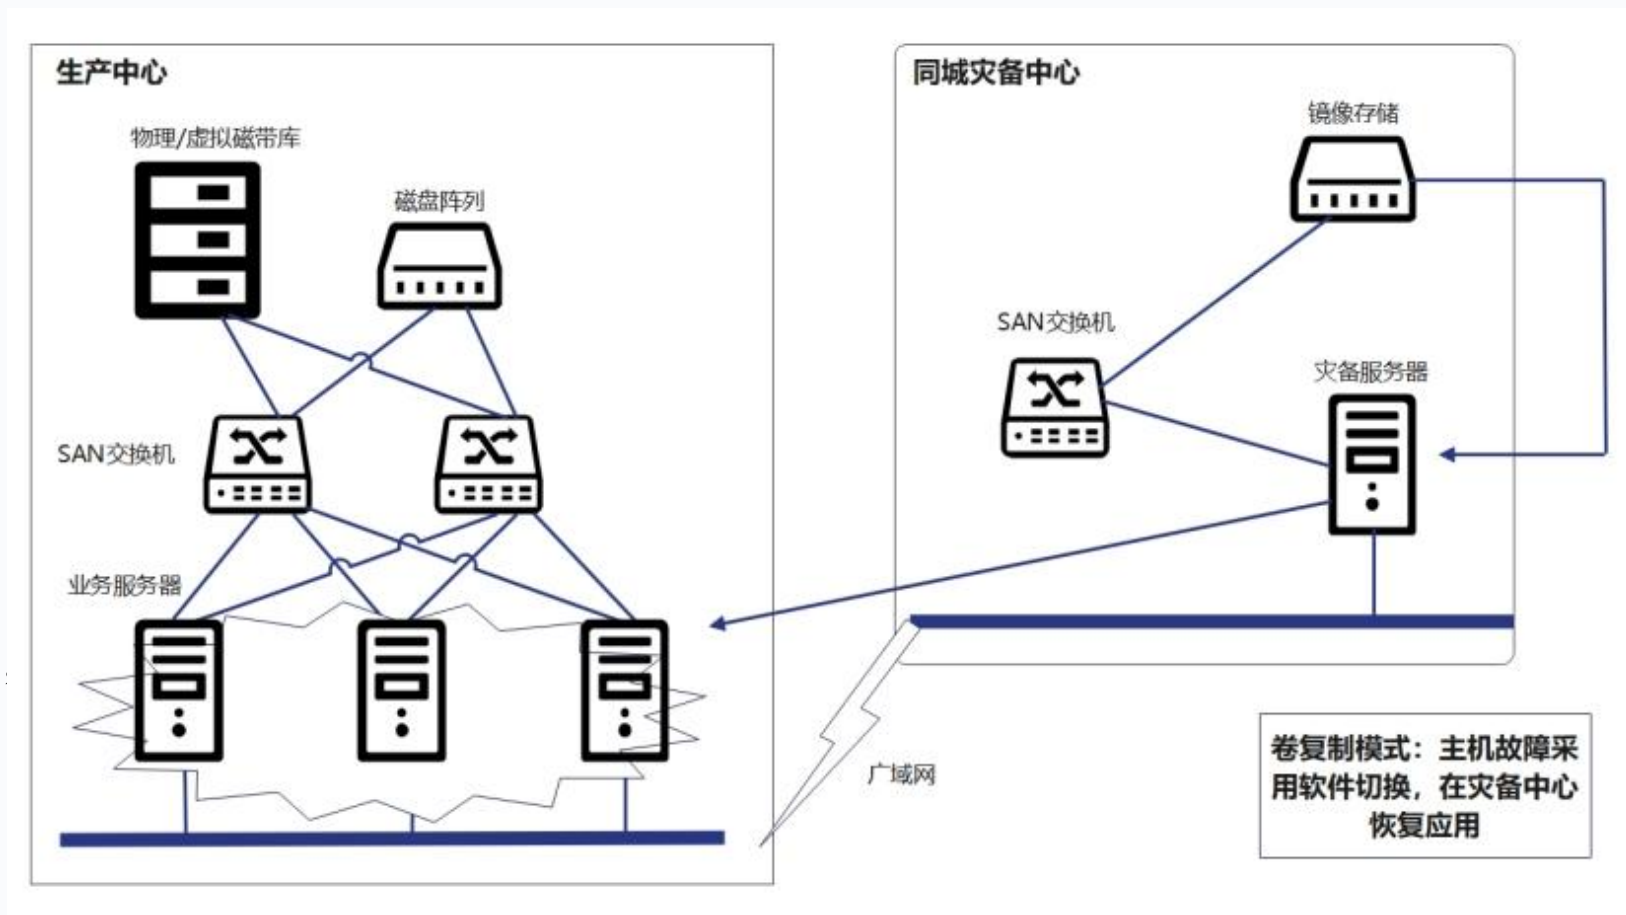 生产中心
物理/虚拟磁带库
磁盘阵列
SAN交换机
业务服务器
同城灾备中心
镜像存储
SAN交换机
灾备服务器
广域网
卷复制模式：主机故障采
用软件切换，在灾备中心
恢复应用